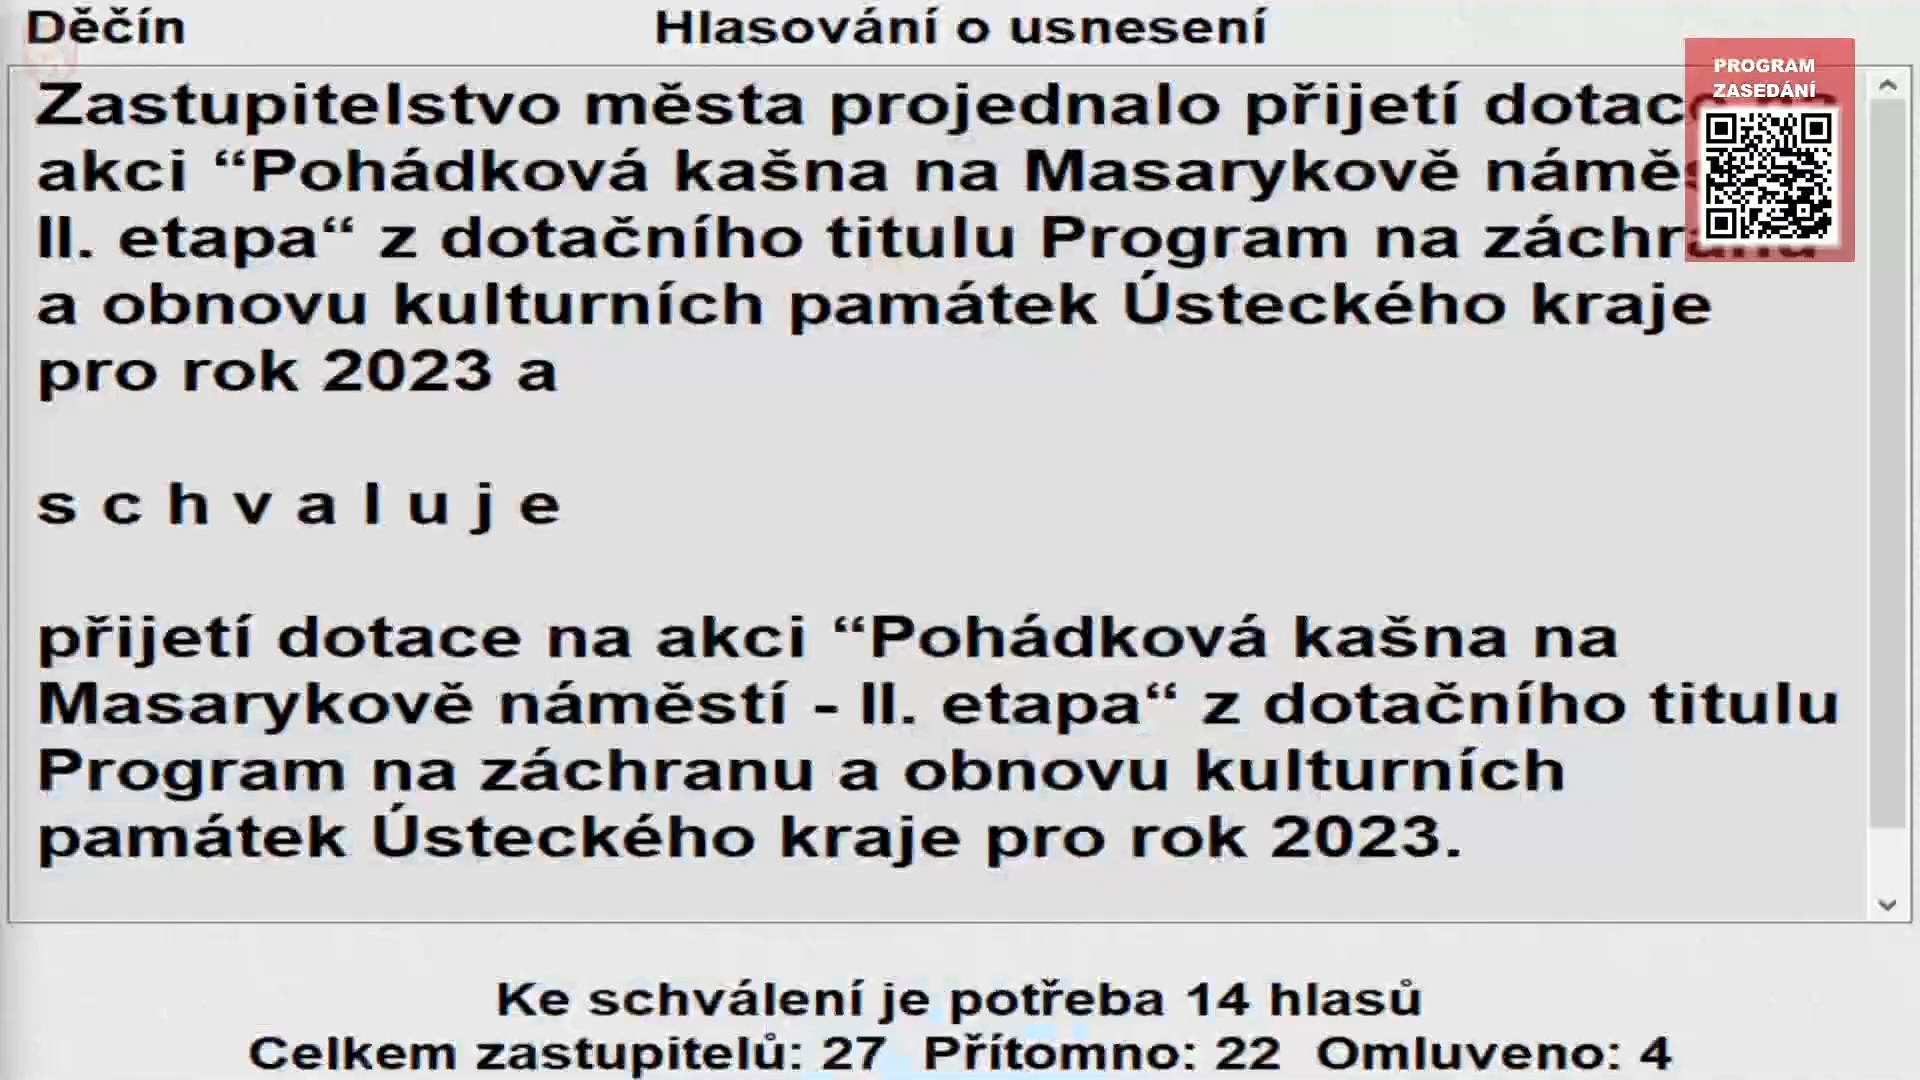 Děčín
Hlasování o usnesení
PROGRAM
ZASEDÁNÍ
Zastupitelstvo města projednalo přijetí
akci “Pohádková kašna na Masarykově
II. etapa“ z dotačního titulu Program na
a obnovu kulturních památek Ústeckého kraje
pro rok 2023 a
s c h v a l u j e
přijetí dotace na akci “Pohádková kašna na
Masarykově náměstí - II. etapa“ z dotačního titulu
Program na záchranu a obnovu kulturních
památek Ústeckého kraje pro rok 2023.
Ke schválení je potřeba 14 hlasů
Celkem zastupitelů: 27 Přítomno: 22 Omluveno: 4